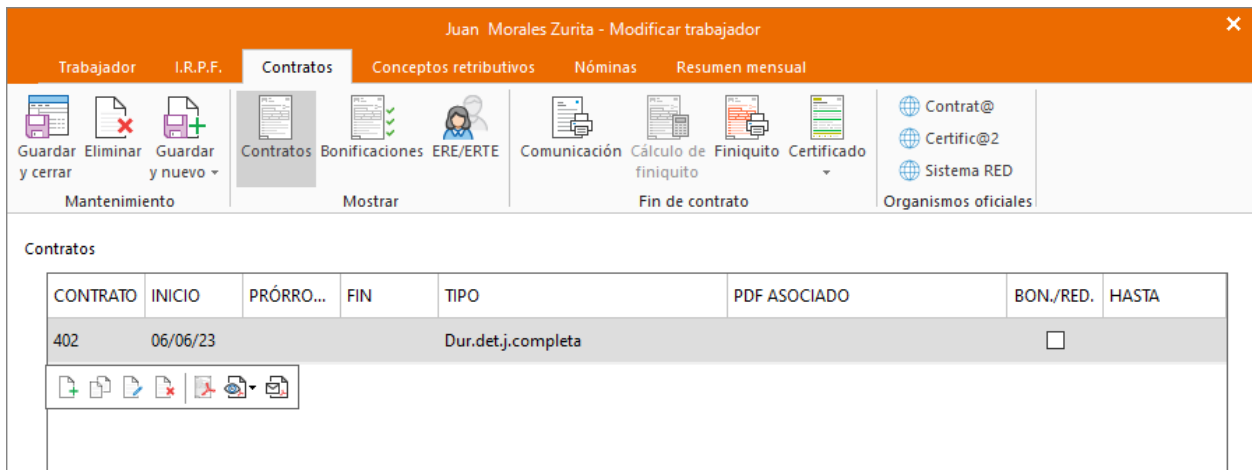 Juan Morales Zurita - Modificar trabajador
Trabajador I.R.P.F. Contratos Conceptos retributivos Nóminas Resumen mensual
Guardar y cerrar
Eliminar
Guardar y nuevo
Contratos
Bonificaciones
ERE/ERTE
Comunicación
Cálculo de finiquito
Finiquito
Certificado
Contrat@
Certific@2
Sistema RED
Mantenimiento Mostrar Fin de contrato Organismos oficiales
Contratos
CONTRATO INICIO PRÓRRO... FIN TIPO PDF ASOCIADO BON./RED. HASTA
402 06/06/23 Dur.det.j.completa